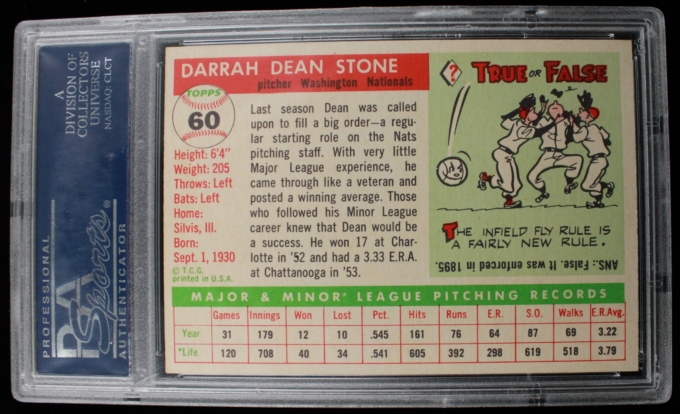 A
DIVISION OF
COLLECTORS
UNIVERSE
NASDAQ: CLCT
PROFESSIONAL
PSA
Sports
AUTHENTICATOR
DARRAH DEAN STONE
pitcher Washington Nationals
TOPPS
60
Height: 6'4"
Weight: 205
Throws: Left
Bats: Left
Home:
Silvis, Ill.
Born:
Sept. 1, 1930
© T.C.G.
printed in U.S.A.
Last season Dean was called
upon to fill a big order—a regu-
lar starting role on the Nats
pitching staff. With very little
Major League experience, he
came through like a veteran and
posted a winning average. Those
who followed his Minor League
career knew that Dean would be
a success. He won 17 at Char-
lotte in '52 and had a 3.33 E.R.A.
at Chattanooga in '53.
?
TRUE OR FALSE
THE INFIELD FLY RULE IS
A FAIRLY NEW RULE.
ANS.: False. It was enforced in 1895.
MAJOR & MINOR* LEAGUE PITCHING RECORDS
Games Innings Won Lost Pct. Hits Runs E.R. S.O. Walks E.R.Avg.
Year 31 179 12 10 .545 161 76 64 87 69 3.22
*Life 120 708 40 34 .541 605 392 298 619 518 3.79